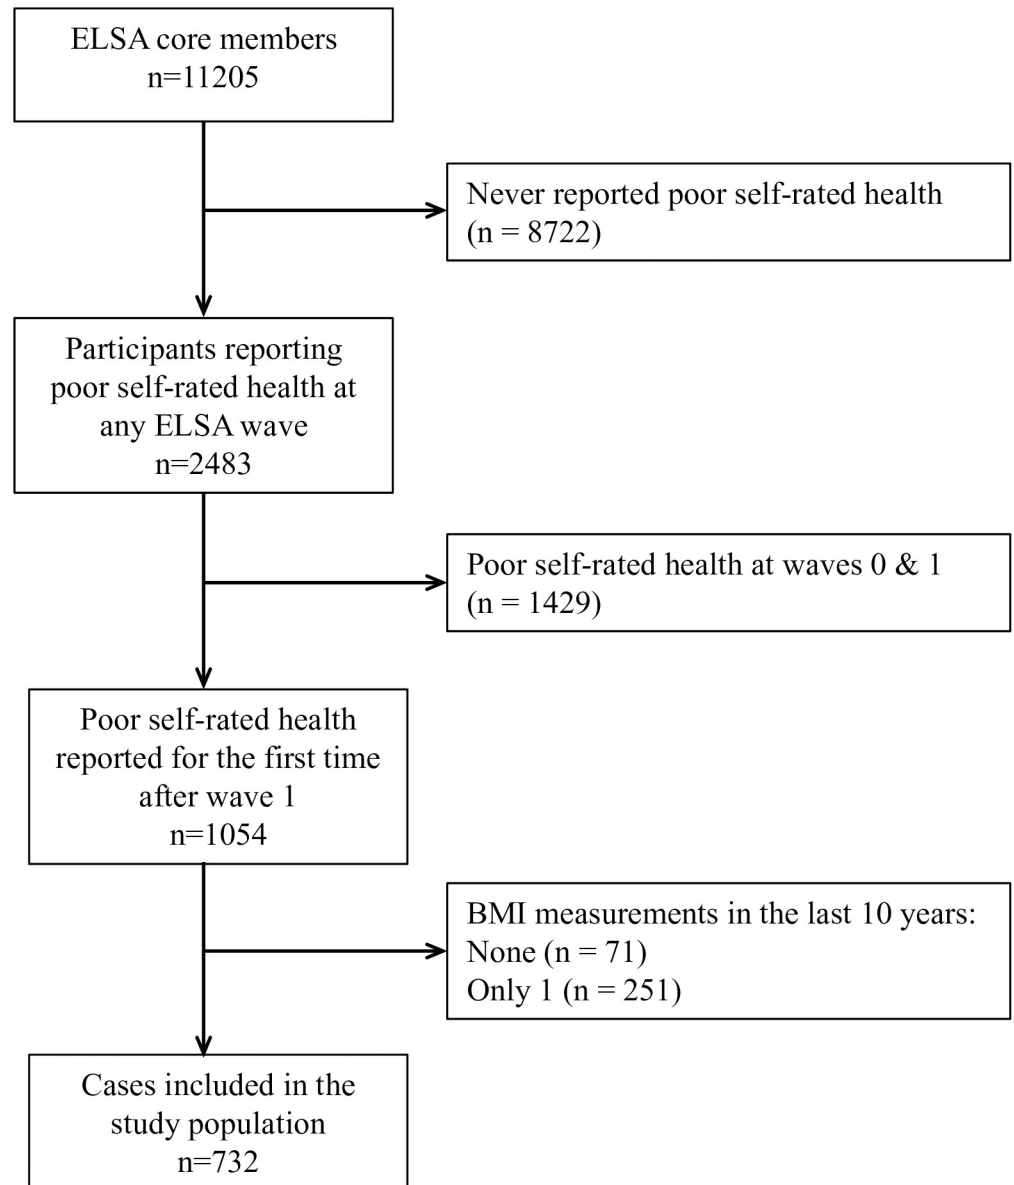 ELSA core members
n=11205
Never reported poor self-rated health
(n = 8722)
Participants reporting
poor self-rated health at
any ELSA wave
n=2483
Poor self-rated health at waves 0 & 1
(n = 1429)
Poor self-rated health
reported for the first time
after wave 1
n=1054
BMI measurements in the last 10 years:
None (n = 71)
Only 1 (n = 251)
Cases included in the
study population
n=732